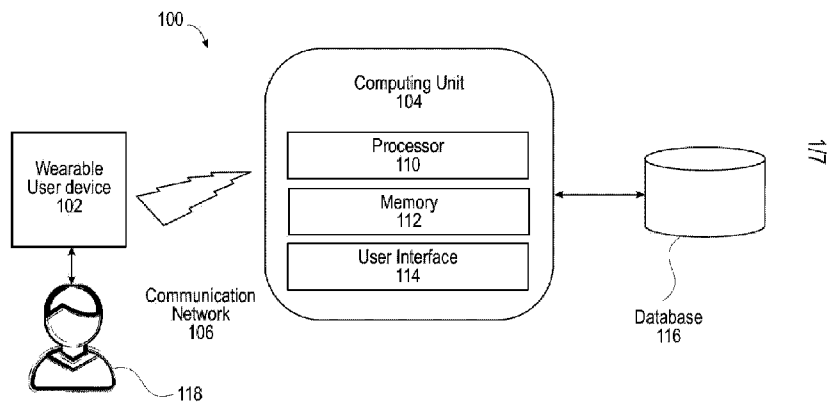 100
Computing Unit
104
Processor
110
Memory
112
User Interface
114
Wearable
User device
102
Communication
Network
106
118
Database
116
1/7